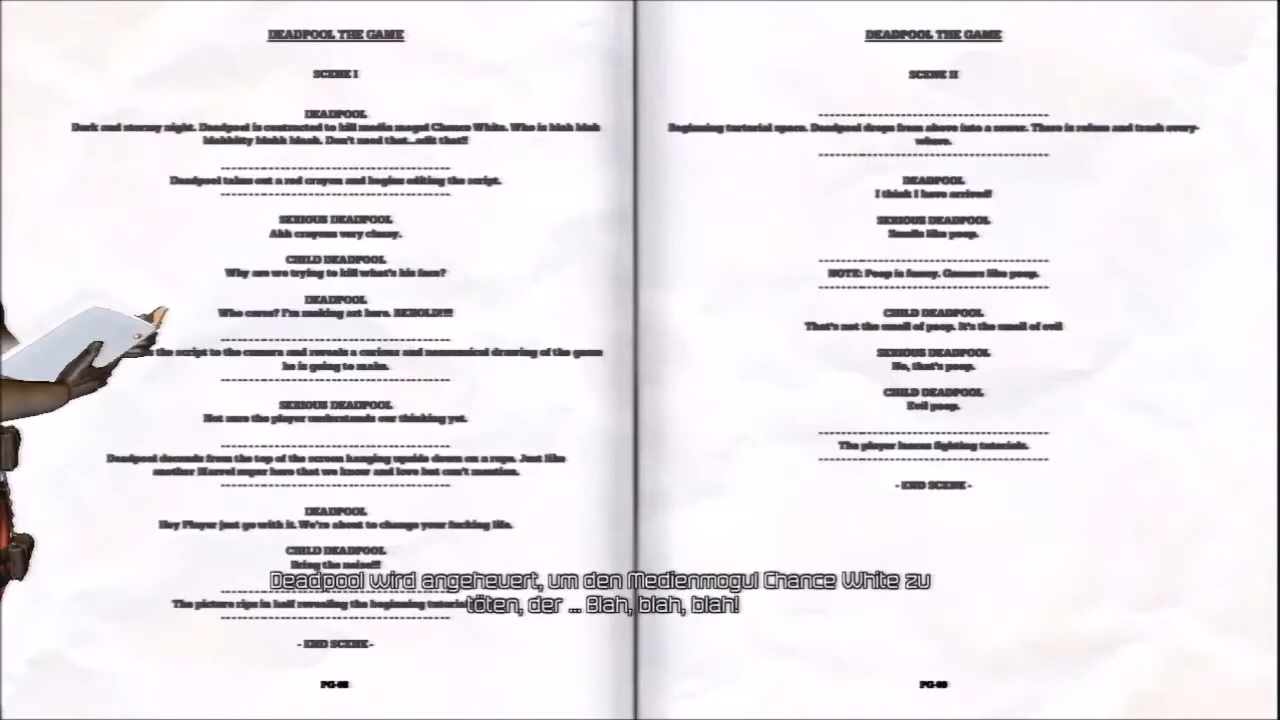 DEADPOOL THE GAME
SCENE I
DEADPOOL
Dark and stormy night. Deadpool is contracted to kill media mogul Chance White. Who is blah blah
blahbitty blahh blaah. Don't need that...edit that!!
Deadpool takes out a red crayon and begins editing the script.
SERIOUS DEADPOOL
Ahh crayons very classy.
CHILD DEADPOOL
Why are we trying to kill what's his face?
DEADPOOL
Who cares? I'm making art here. BEHOLD!!!!
the script to the camera and reveals a curious and nonsensical drawing of the game
he is going to make.
SERIOUS DEADPOOL
Not sure the player understands our thinking yet.
Deadpool decends from the top of the screen hanging upside down on a rope. Just like
another Marvel super hero that we know and love but can't mention.
DEADPOOL
Hey Player just go with it. We're about to change your fucking life.
CHILD DEADPOOL
Bring the noise!!!
The picture rips in half revealing the beginning tutorial
- END SCENE -
PG-08
DEADPOOL THE GAME
SCENE II
Beginning turtorial space. Deadpool drops from above into a sewer. There is refuse and trash every-
where.
DEADPOOL
I think I have arrived!
SERIOUS DEADPOOL
Smells like poop.
NOTE: Poop is funny. Gamers like poop.
CHILD DEADPOOL
That's not the smell of poop. It's the smell of evil
SERIOUS DEADPOOL
No, that's poop.
CHILD DEADPOOL
Evil poop.
The player learns fighting tutorials.
- END SCENE -
PG-09
Deadpool wird angeheuert, um den Medienmogul Chance White zu
töten, der ... Blah, blah, blah!